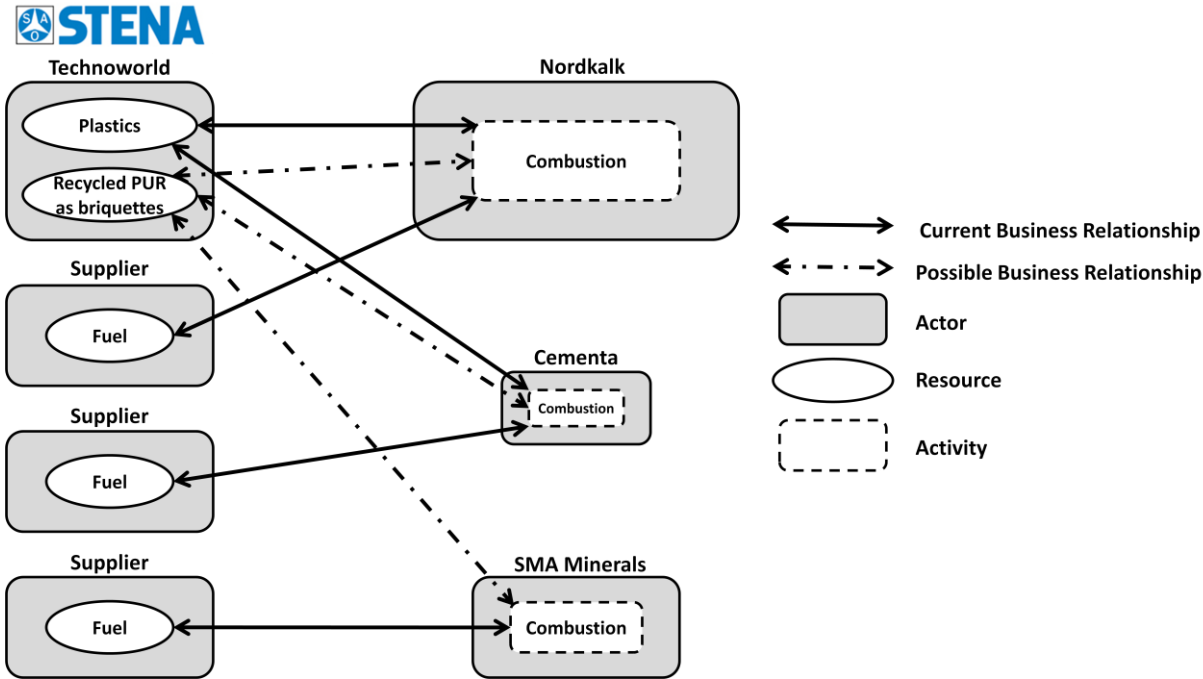 S A O STENA
Technoworld
Nordkalk
Plastics
Combustion
Recycled PUR
as briquettes
Current Business Relationship
Possible Business Relationship
Supplier
Fuel
Actor
Cementa
Resource
Combustion
Supplier
Activity
Fuel
Supplier
SMA Minerals
Fuel
Combustion